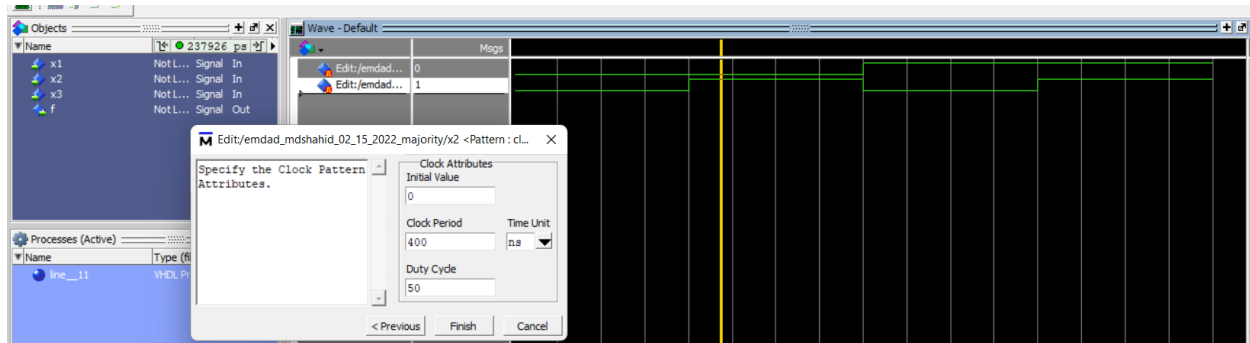 Objects
Name 237926 ps
x1 Not L... Signal In
x2 Not L... Signal In
x3 Not L... Signal In
f Not L... Signal Out
Wave - Default
Msgs
Edit:/emdad... 0
Edit:/emdad... 1
Edit:/emdad_mdshahid_02_15_2022_majority/x2 <Pattern : cl...
Specify the Clock Pattern
Attributes.
Clock Attributes
Initial Value
0
Clock Period Time Unit
400 ns
Duty Cycle
50
< Previous Finish Cancel
Processes (Active)
Name Type (fi
line__11 VHDL Pr